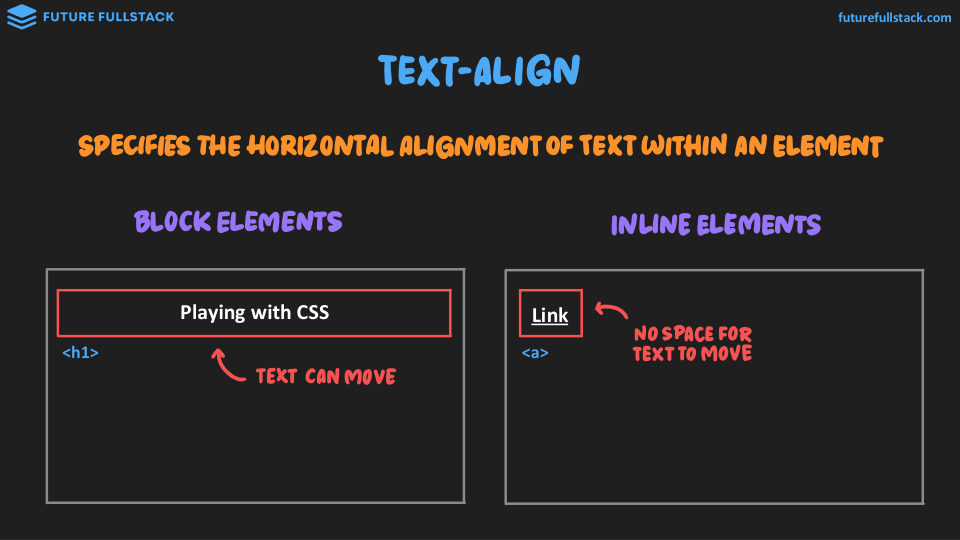 FUTURE FULLSTACK
futurefullstack.com
TEXT-ALIGN
SPECIFIES THE HORIZONTAL ALIGNMENT OF TEXT WITHIN AN ELEMENT
BLOCK ELEMENTS
Playing with CSS
<h1>
TEXT CAN MOVE
INLINE ELEMENTS
Link
<a>
NO SPACE FOR
TEXT TO MOVE